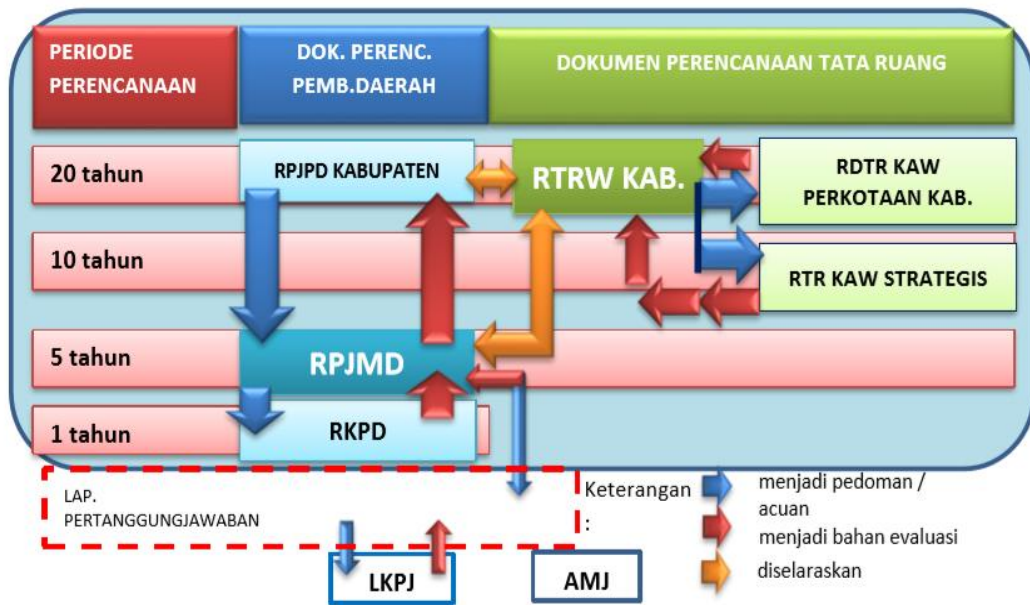 PERIODE
PERENCANAAN
DOK. PERENC.
PEMB.DAERAH
DOKUMEN PERENCANAAN TATA RUANG
20 tahun
RPJPD KABUPATEN
RTRW KAB.
RDTR KAW
PERKOTAAN KAB.
10 tahun
RTR KAW STRATEGIS
5 tahun
RPJMD
1 tahun
RKPD
LAP.
PERTANGGUNGJAWABAN
Keterangan
:
menjadi pedoman /
acuan
menjadi bahan evaluasi
diselaraskan
LKPJ
AMJ